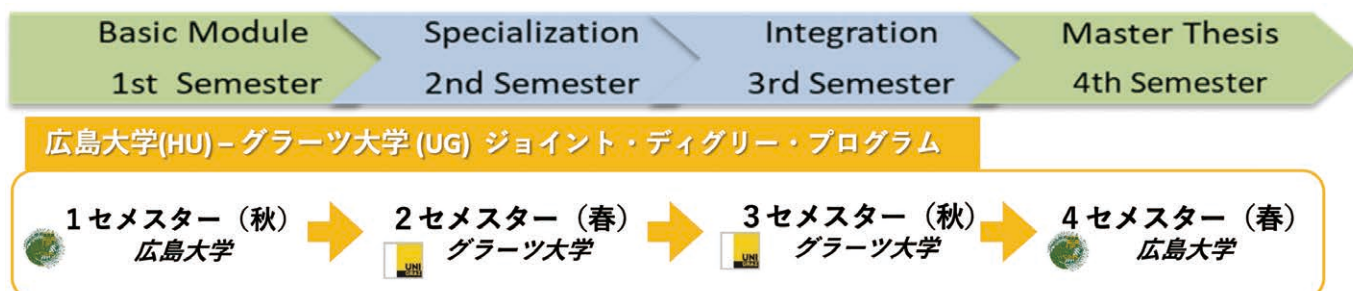 Basic Module
1st Semester
Specialization
2nd Semester
Integration
3rd Semester
Master Thesis
4th Semester
広島大学(HU) – グラーツ大学 (UG) ジョイント・ディグリー・プログラム
1セメスター（秋）
広島大学
2セメスター（春）
グラーツ大学
UNI
GRAZ
3セメスター（秋）
グラーツ大学
UNI
GRAZ
4セメスター（春）
広島大学